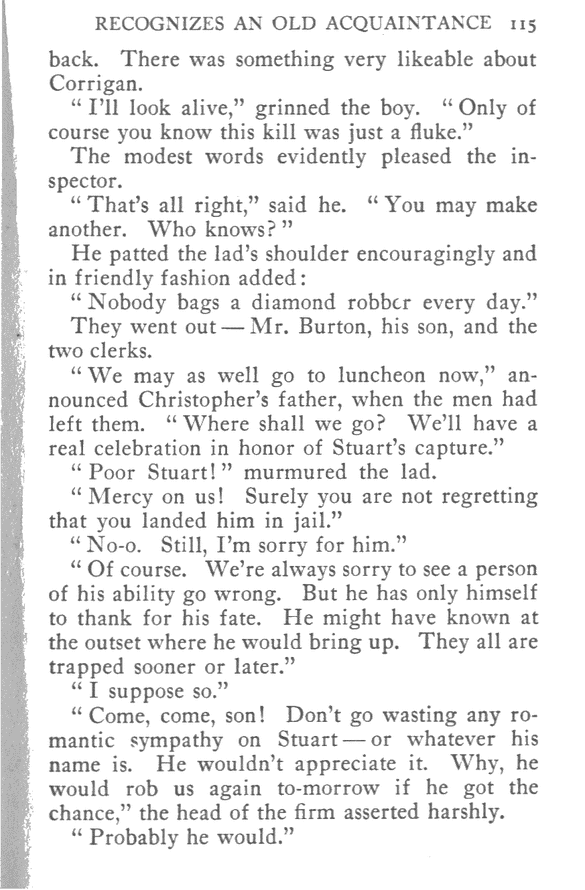 RECOGNIZES AN OLD ACQUAINTANCE 115
back. There was something very likeable about
Corrigan.
“ I'll look alive,” grinned the boy. “ Only of
course you know this kill was just a fluke.”
The modest words evidently pleased the in-
spector.
“ That's all right,” said he. “ You may make
another. Who knows? ”
He patted the lad's shoulder encouragingly and
in friendly fashion added:
“ Nobody bags a diamond robber every day.”
They went out — Mr. Burton, his son, and the
two clerks.
“ We may as well go to luncheon now,” an-
nounced Christopher's father, when the men had
left them. “ Where shall we go? We'll have a
real celebration in honor of Stuart's capture.”
“ Poor Stuart! ” murmured the lad.
“ Mercy on us! Surely you are not regretting
that you landed him in jail.”
“ No-o. Still, I'm sorry for him.”
“ Of course. We're always sorry to see a person
of his ability go wrong. But he has only himself
to thank for his fate. He might have known at
the outset where he would bring up. They all are
trapped sooner or later.”
“ I suppose so.”
“ Come, come, son! Don't go wasting any ro-
mantic sympathy on Stuart — or whatever his
name is. He wouldn't appreciate it. Why, he
would rob us again to-morrow if he got the
chance,” the head of the firm asserted harshly.
“ Probably he would.”